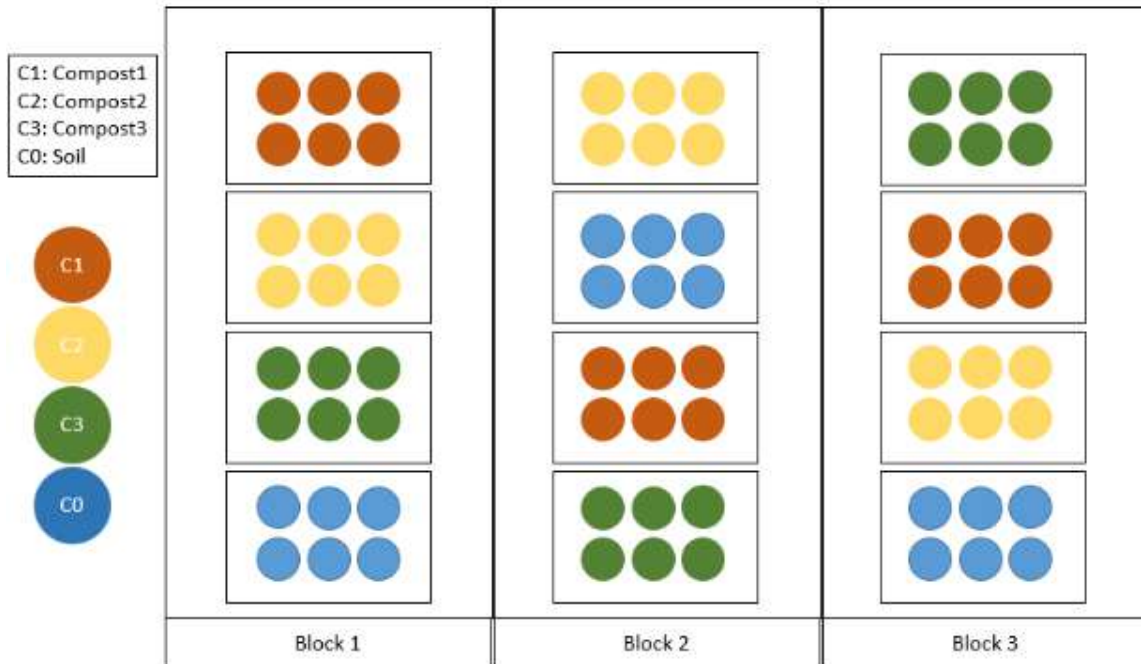 C1: Compost1
C2: Compost2
C3: Compost3
C0: Soil
C1
C2
C3
C0
Block 1
Block 2
Block 3